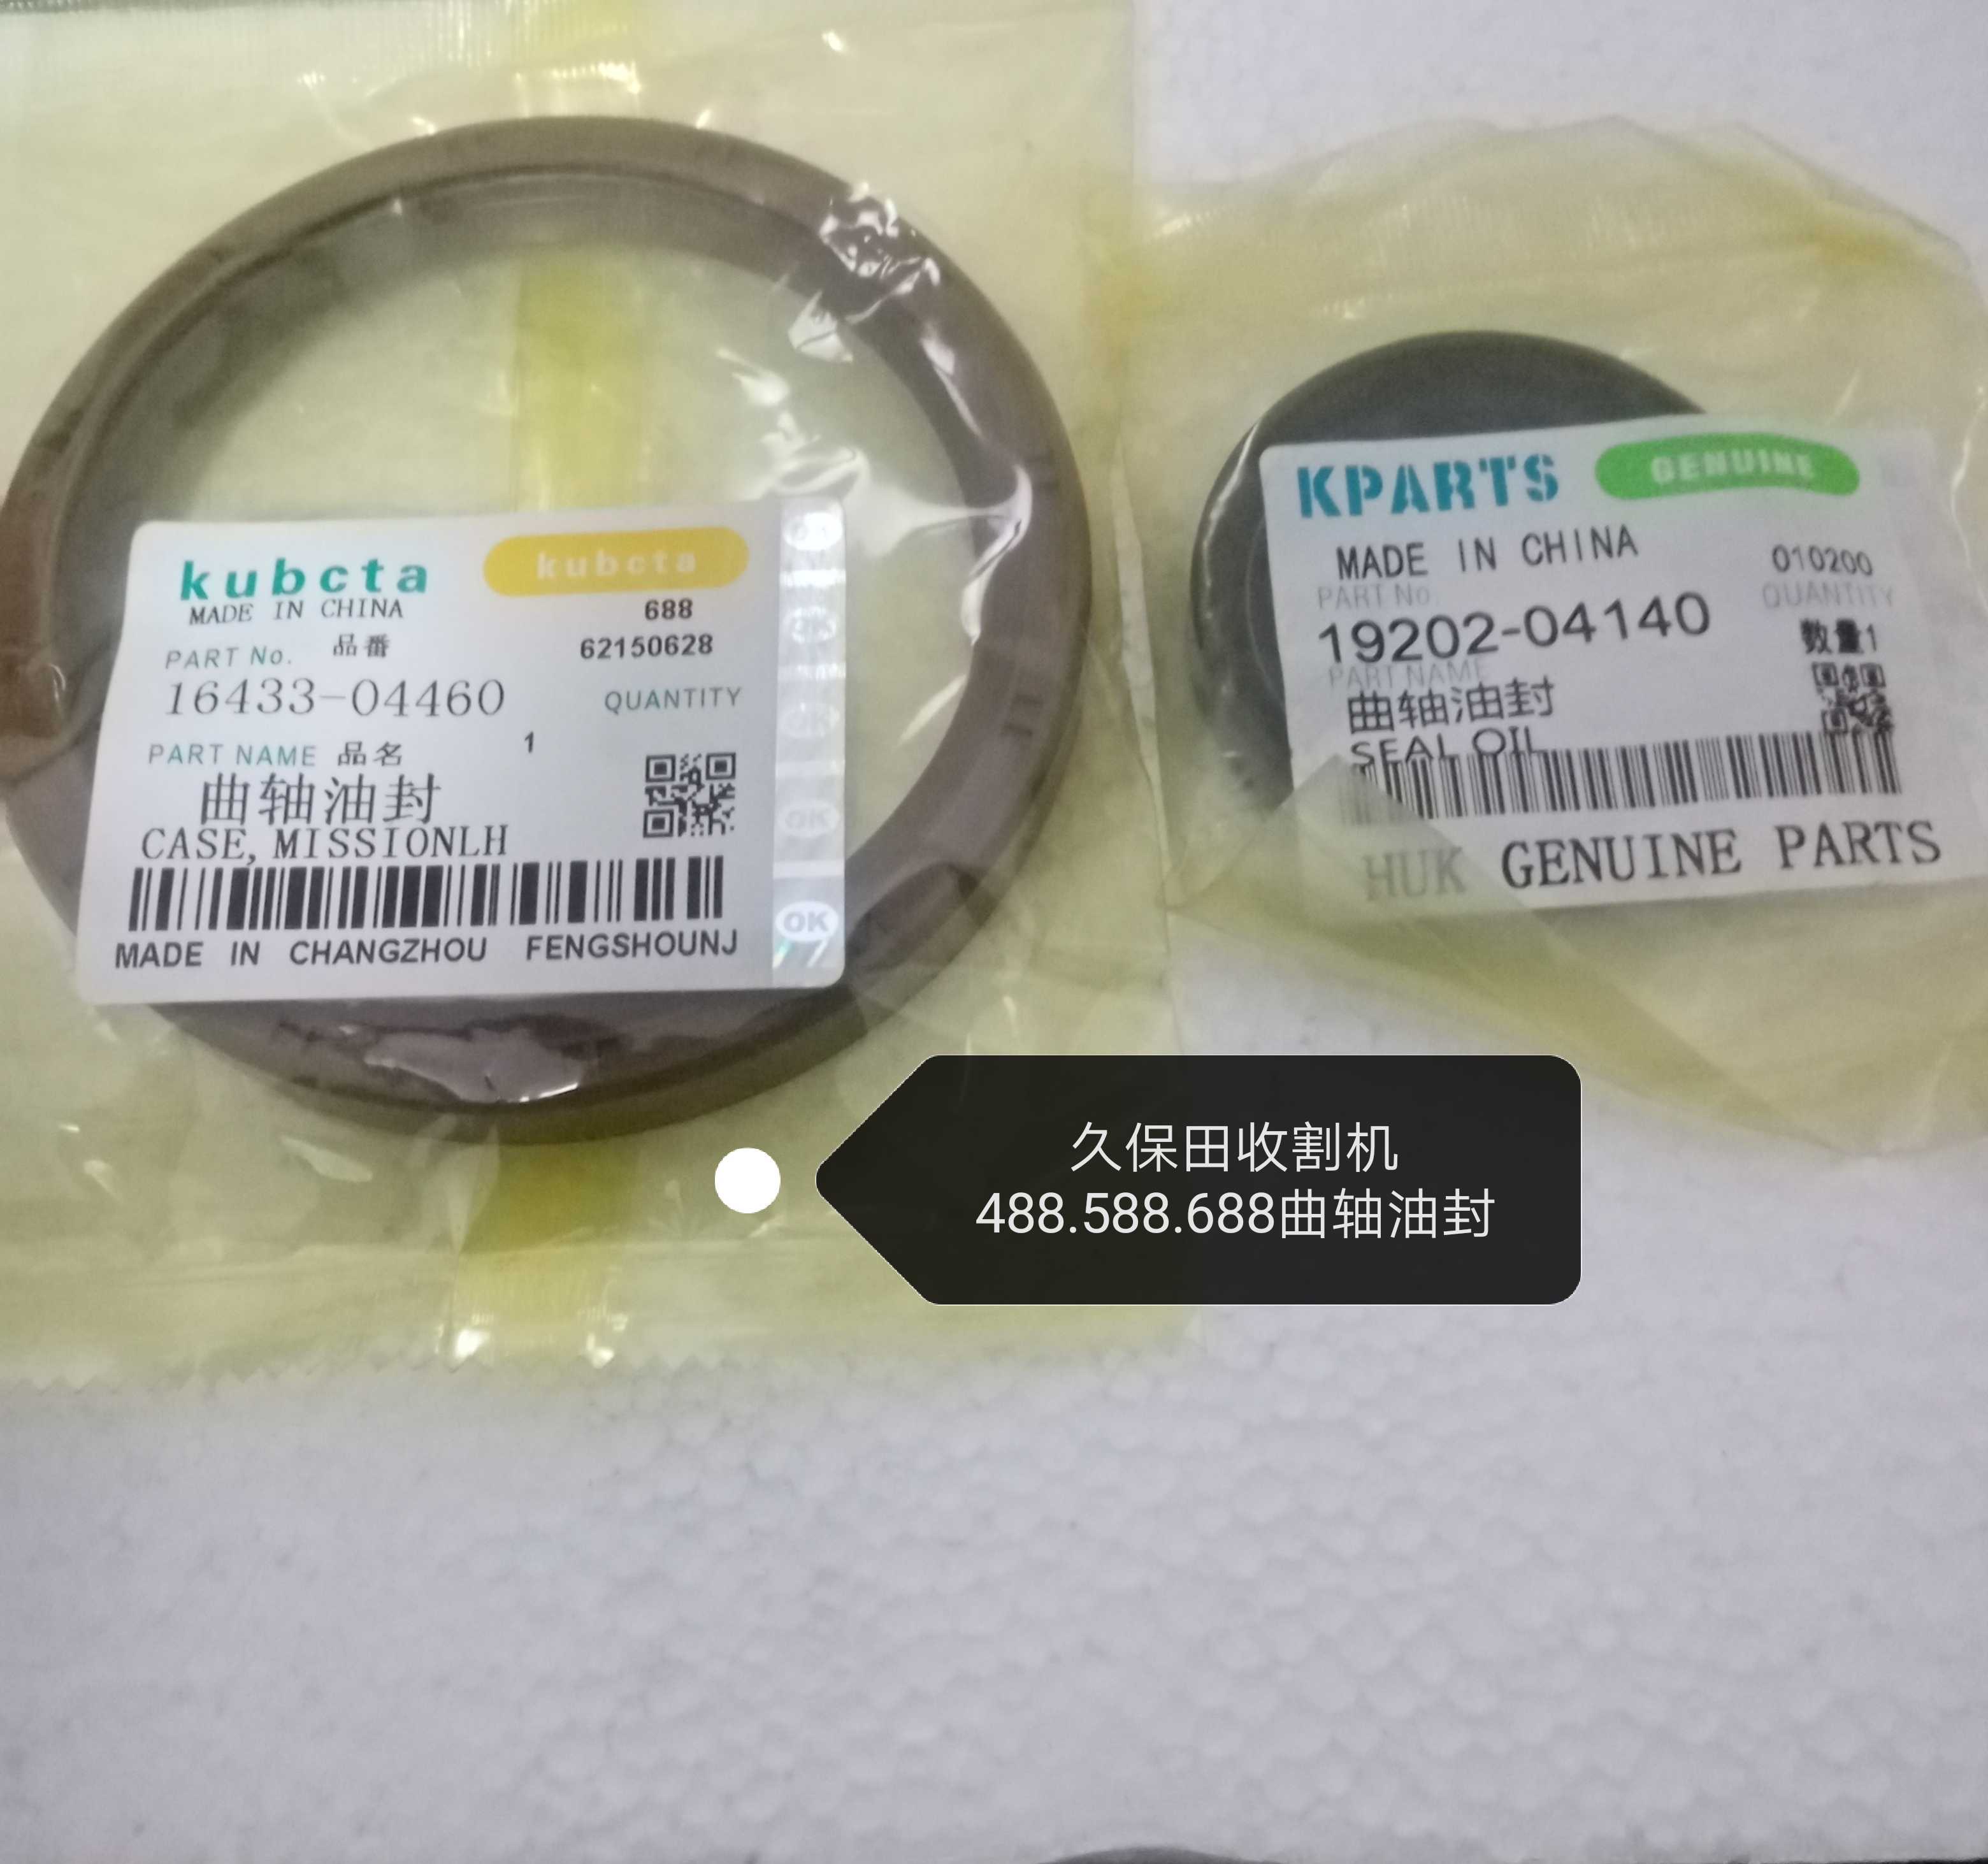 kubcta
kubcta
MADE IN CHINA
688
PART No. 品番
62150628
16433-04460
QUANTITY
PART NAME 品名
1
曲轴油封
CASE, MISSIONLH
MADE IN CHANGZHOU FENGSHOUNJ
OK
OK
OK
KPARTS
GENUINE
MADE IN CHINA
010200
PART No.
QUANTITY
19202-04140
数量1
PART NAME
曲轴油封
SEAL OIL
HUK GENUINE PARTS
久保田收割机
488.588.688曲轴油封